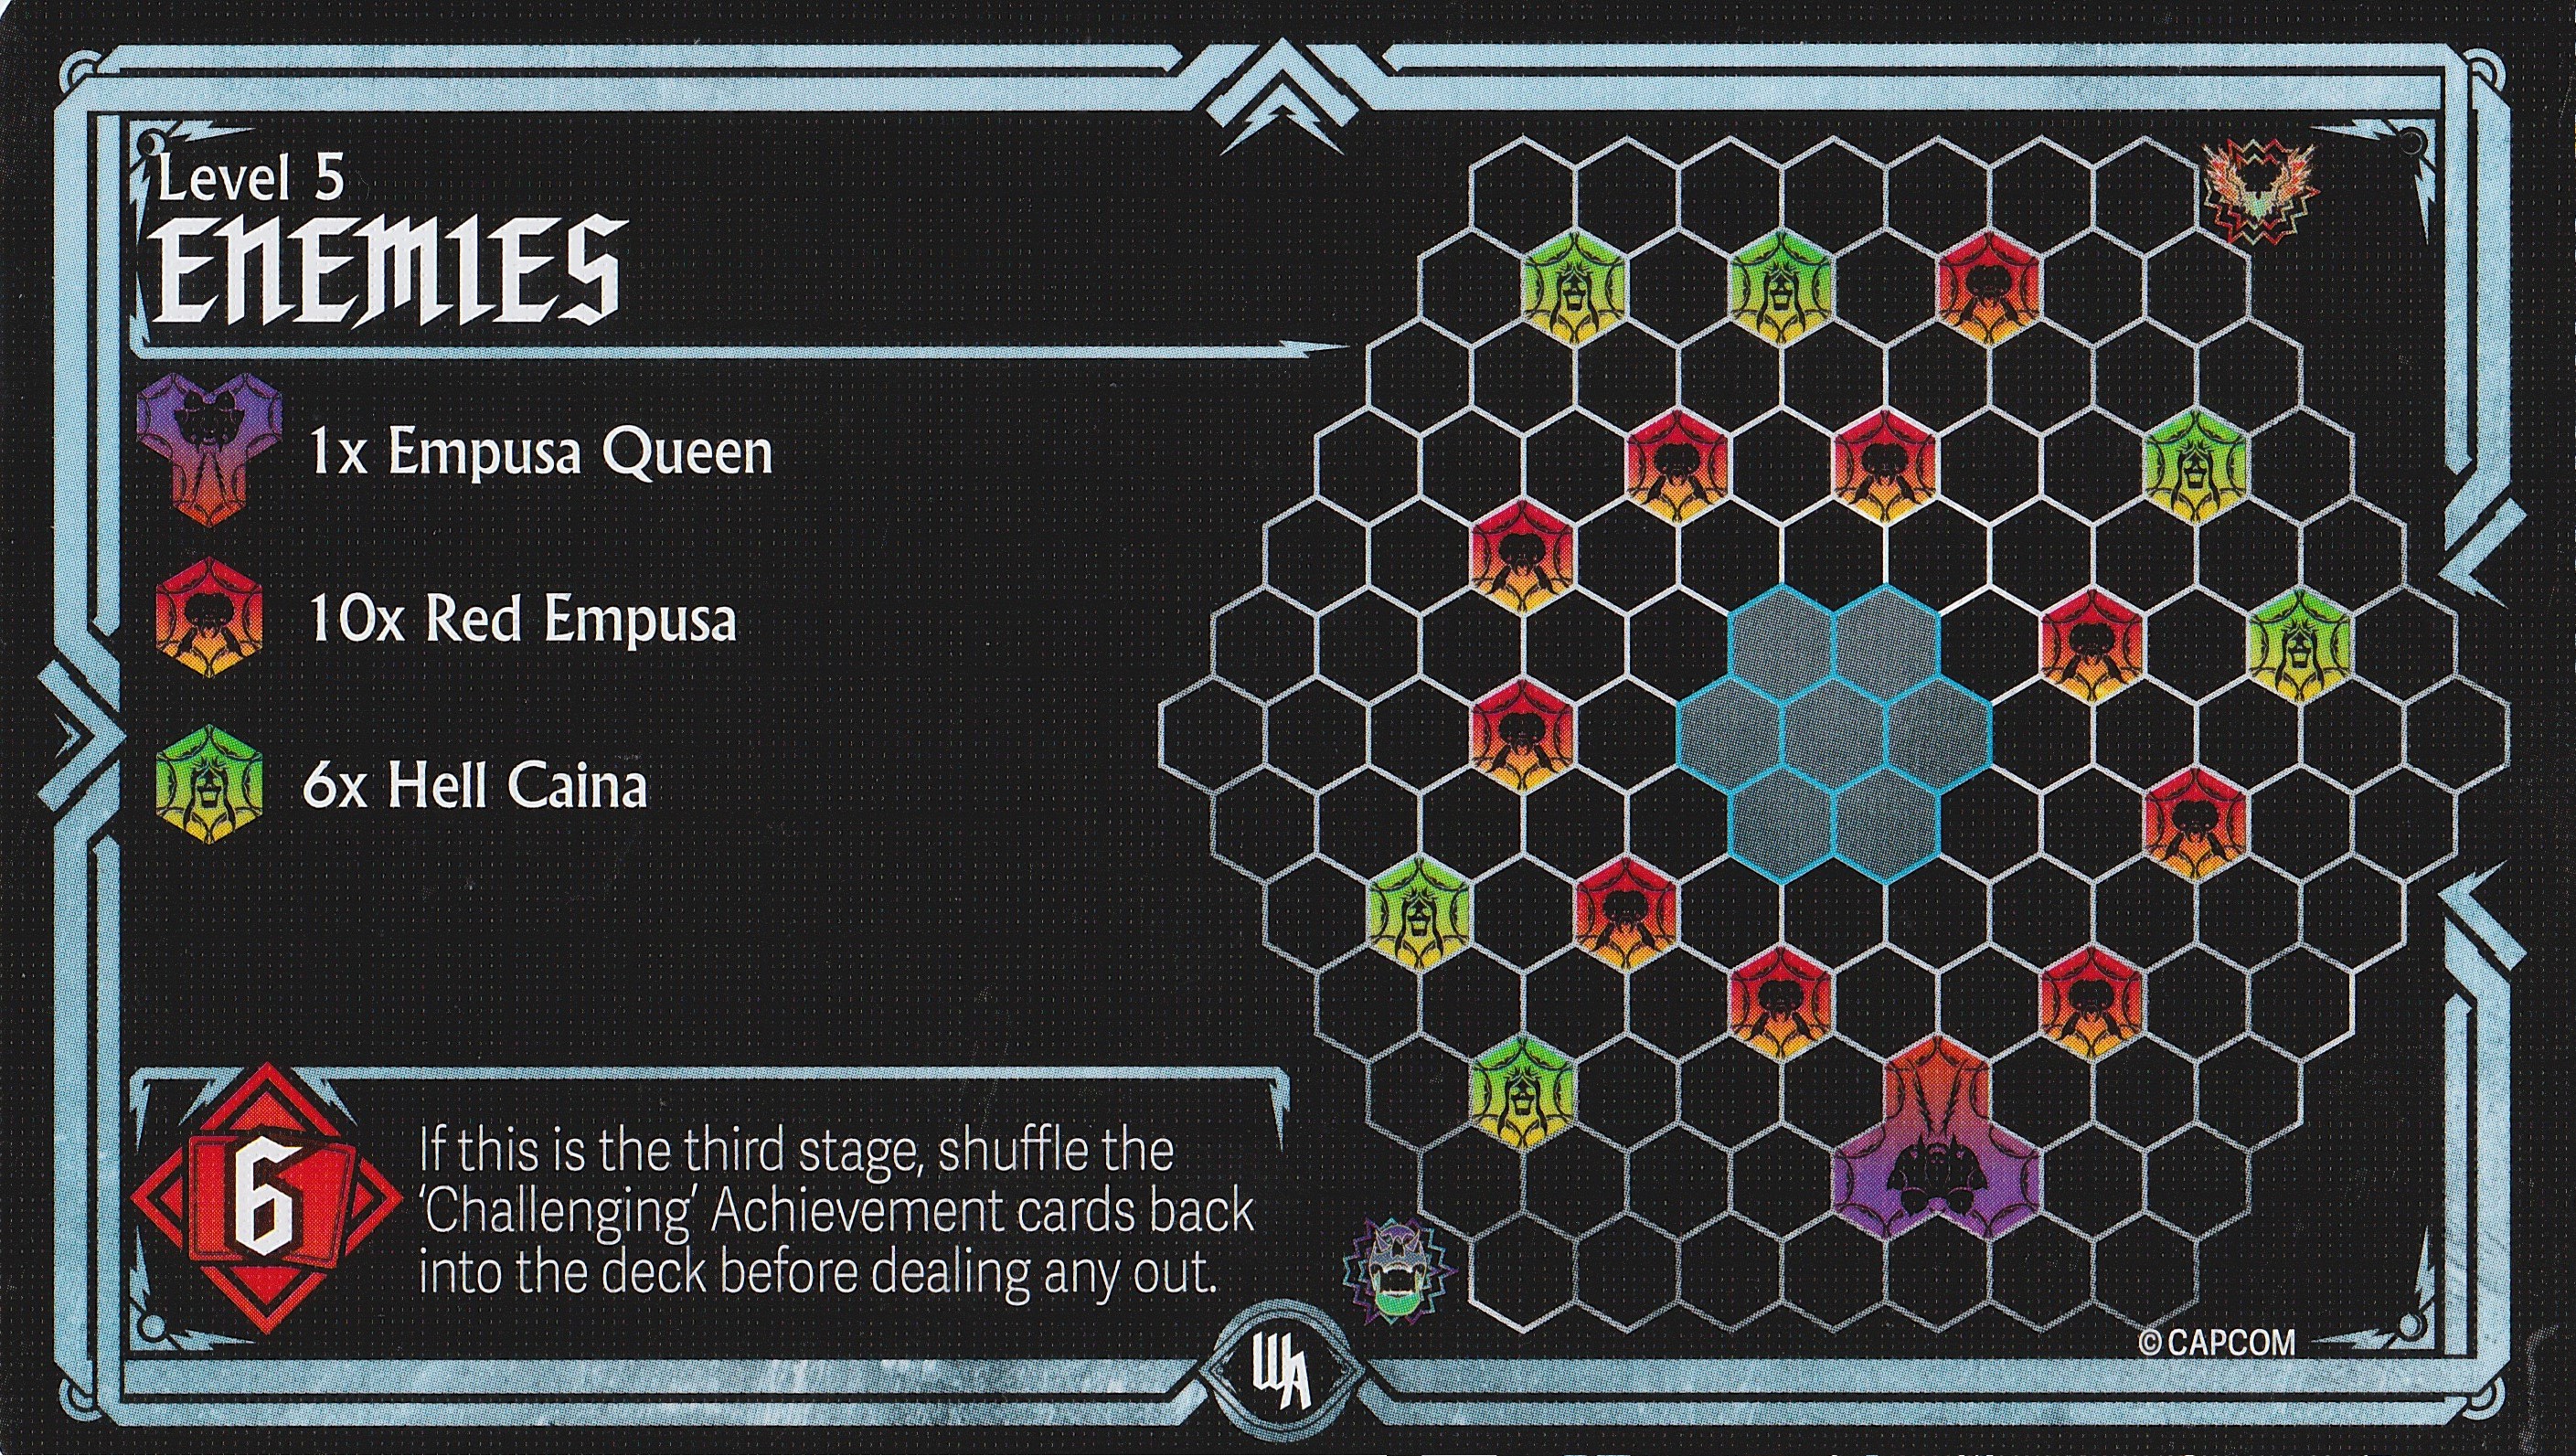 Level 5
ENEMIES
1x Empusa Queen
10x Red Empusa
6x Hell Caina
6
If this is the third stage, shuffle the
‘Challenging’ Achievement cards back
into the deck before dealing any out.
WA
© CAPCOM